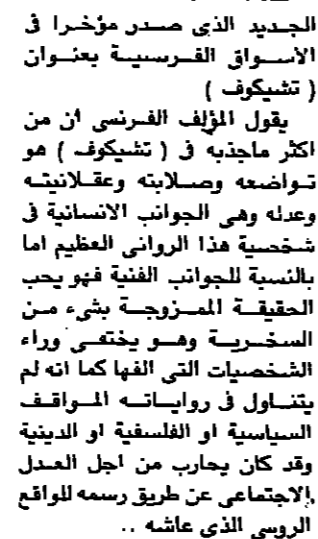 الجديد الذى صدر مؤخرا فى
الاسواق الفرسية بعنوان
( تشيكوف )
يقول المؤلف الفرنسى ان من
اكثر ماجذبه فى ( تشيكوف ) هو
تواضعه وصلابته وعقلانيته
وعدله وهى الجوانب الانسانية فى
شخصية هذا الروائى العظيم اما
بالنسبة للجوانب الفنية فهو يحب
الحقيقة الممزوجة بشىء من
السخرية وهو يختفى وراء
الشخصيات التى الفها كما انه لم
يتناول فى رواياته المواقف
السياسية او الفلسفية او الدينية
وقد كان يحارب من اجل العدل
الاجتماعى عن طريق رسمه للواقع
الروسى الذى عاشه ..